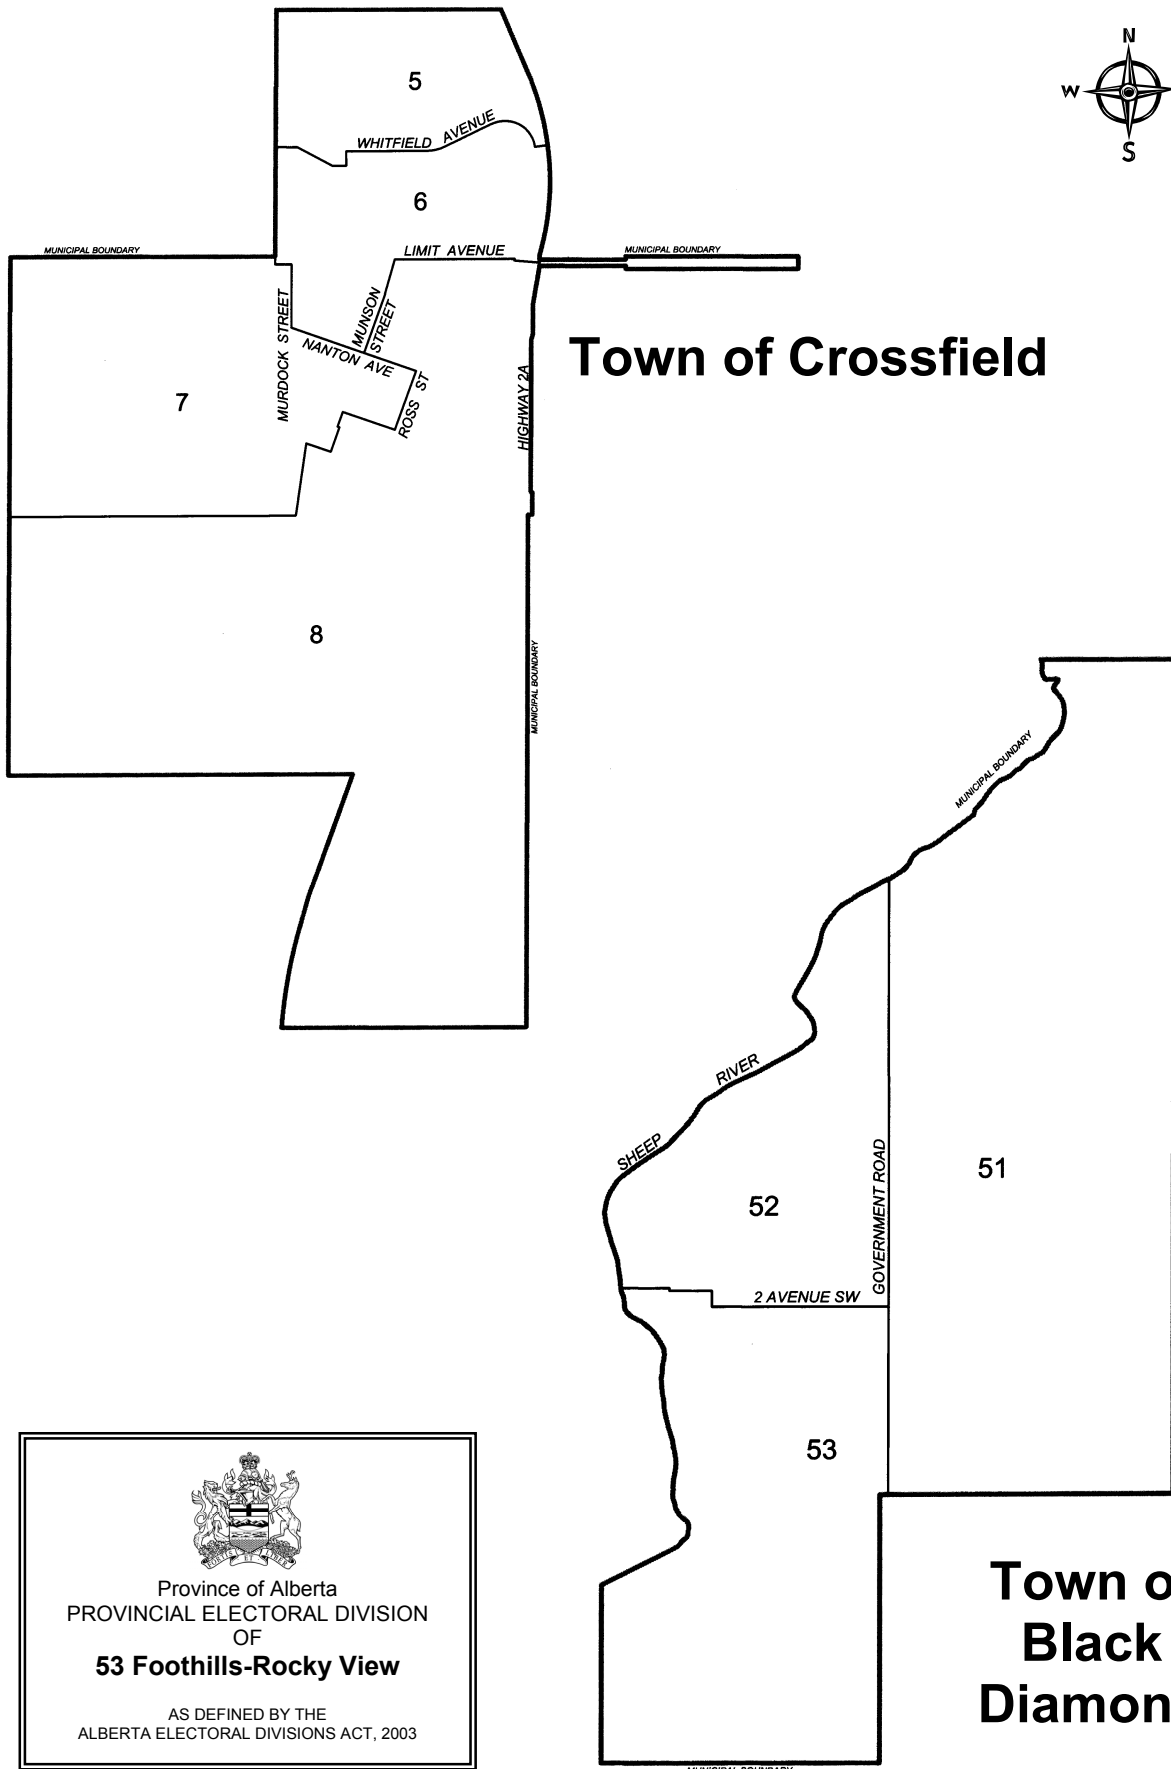 N
W
S
5
WHITFIELD AVENUE
6
MUNICIPAL BOUNDARY
LIMIT AVENUE
MUNICIPAL BOUNDARY
MURDOCK STREET
MUNSON
STREET
NANTON AVE
ROSS ST
HIGHWAY 2A
Town of Crossfield
7
8
MUNICIPAL BOUNDARY
MUNICIPAL BOUNDARY
SHEEP RIVER
GOVERNMENT ROAD
51
52
2 AVENUE SW
53
Town o
Black
Diamon
MUNICIPAL BOUNDARY
Province of Alberta
PROVINCIAL ELECTORAL DIVISION
OF
53 Foothills-Rocky View
AS DEFINED BY THE
ALBERTA ELECTORAL DIVISIONS ACT, 2003